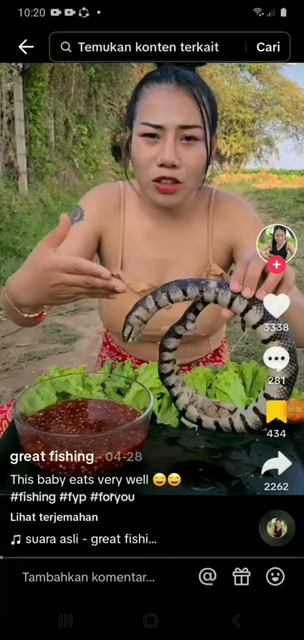 10:20
Temukan konten terkait
Cari
3338
281
434
2262
great fishing · 04-28
This baby eats very well 😅😅
#fishing #fyp #foryou
Lihat terjemahan
suara asli - great fishi...
Tambahkan komentar...